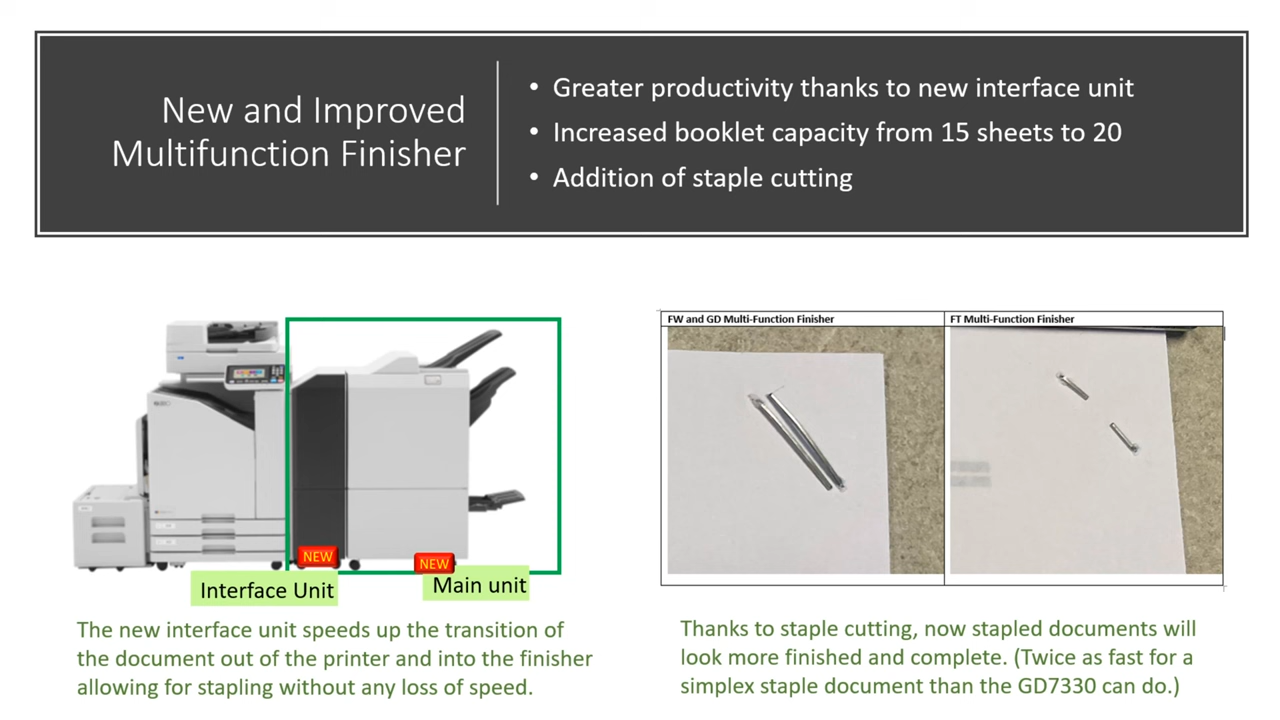 New and Improved
Multifunction Finisher
• Greater productivity thanks to new interface unit
• Increased booklet capacity from 15 sheets to 20
• Addition of staple cutting
NEW
NEW
Interface Unit
Main unit
The new interface unit speeds up the transition of
the document out of the printer and into the finisher
allowing for stapling without any loss of speed.
FW and GD Multi-Function Finisher
FT Multi-Function Finisher
Thanks to staple cutting, now stapled documents will
look more finished and complete. (Twice as fast for a
simplex staple document than the GD7330 can do.)